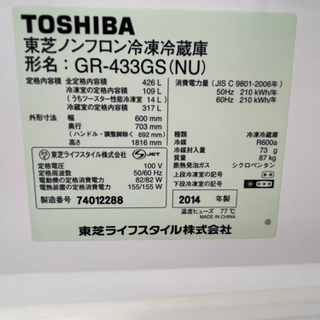 TOSHIBA
東芝ノンフロン冷凍冷蔵庫
形名：GR-433GS(NU)
定格内容積 全定格内容積 426 L
冷凍室の定格内容積 109 L
(うちツースター性能冷凍室 14 L)
冷蔵室の定格内容積 317 L
外形寸法 幅 600 mm
奥行 703 mm
(ハンドル・調整脚除く 692 mm)
高さ 1816 mm
消費電力量(JIS C 9801-2006年)
50Hz 210 kWh/年
60Hz 210 kWh/年
種類 冷凍冷蔵庫
冷媒 R600a
冷媒封入量 73 g
質量 87 kg
断熱発泡ガス シクロペンタン
上段冷凍室の記号
下段冷凍室の記号
東芝ライフスタイル株式会社
JET
定格電圧 100 V
定格周波数 50/60 Hz
電動機の定格消費電力 82/82 W
電熱装置の定格消費電力 155/155 W
製造番号 74012288
2014 年製
温度ヒューズ 77℃
MADE IN CHINA
東芝ライフスタイル株式会社